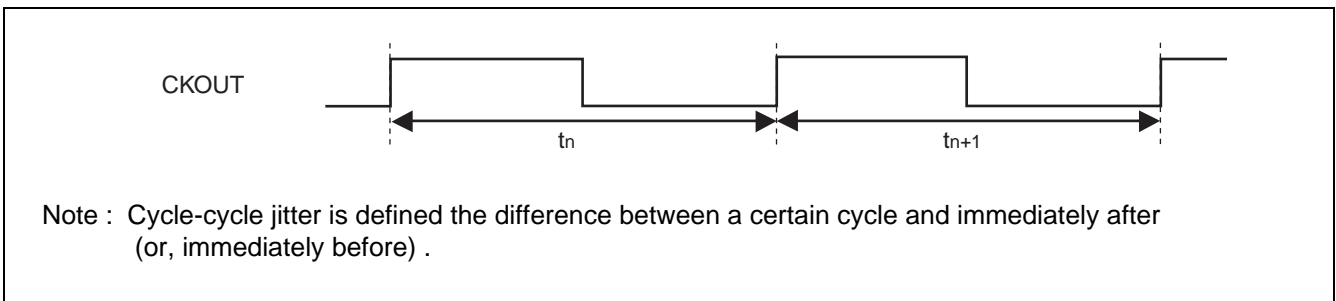 CKOUT
tn
tn+1
Note : Cycle-cycle jitter is defined the difference between a certain cycle and immediately after
(or, immediately before) .